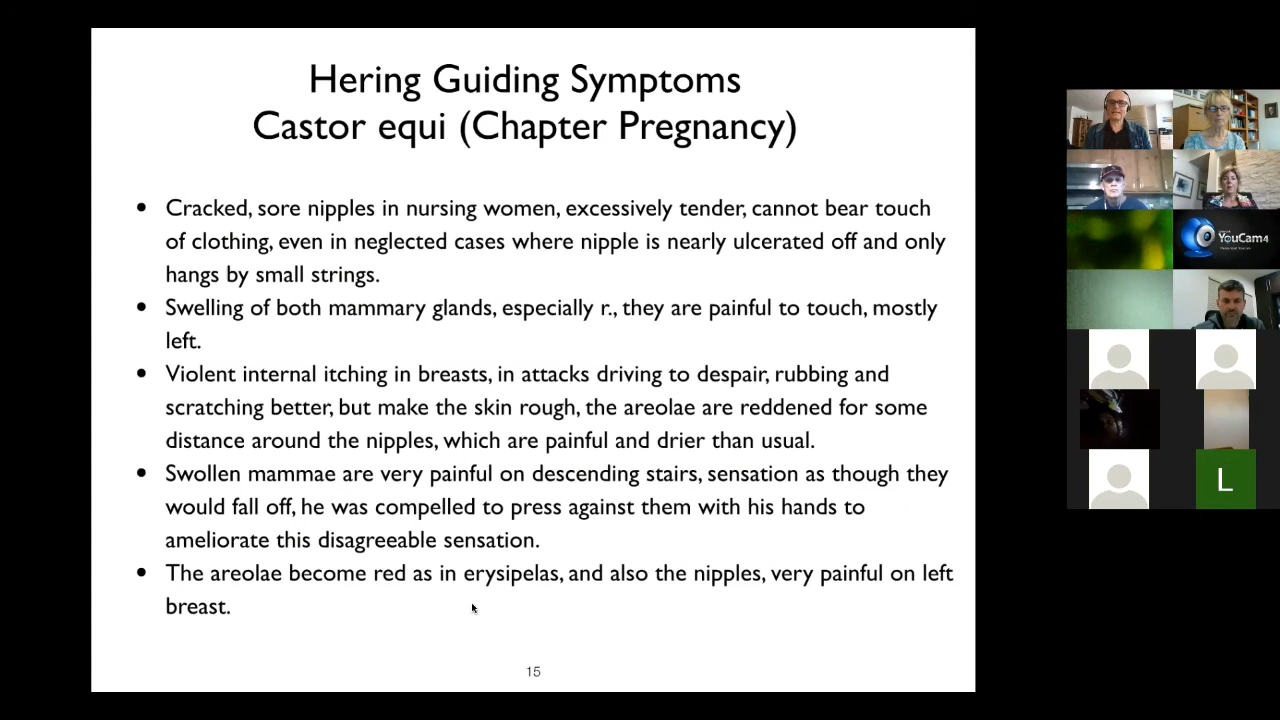 Hering Guiding Symptoms
Castor equi (Chapter Pregnancy)
• Cracked, sore nipples in nursing women, excessively tender, cannot bear touch
of clothing, even in neglected cases where nipple is nearly ulcerated off and only
hangs by small strings.
• Swelling of both mammary glands, especially r., they are painful to touch, mostly
left.
• Violent internal itching in breasts, in attacks driving to despair, rubbing and
scratching better, but make the skin rough, the areolae are reddened for some
distance around the nipples, which are painful and drier than usual.
• Swollen mammae are very painful on descending stairs, sensation as though they
would fall off, he was compelled to press against them with his hands to
ameliorate this disagreeable sensation.
• The areolae become red as in erysipelas, and also the nipples, very painful on left
breast.
15
YouCam4
L